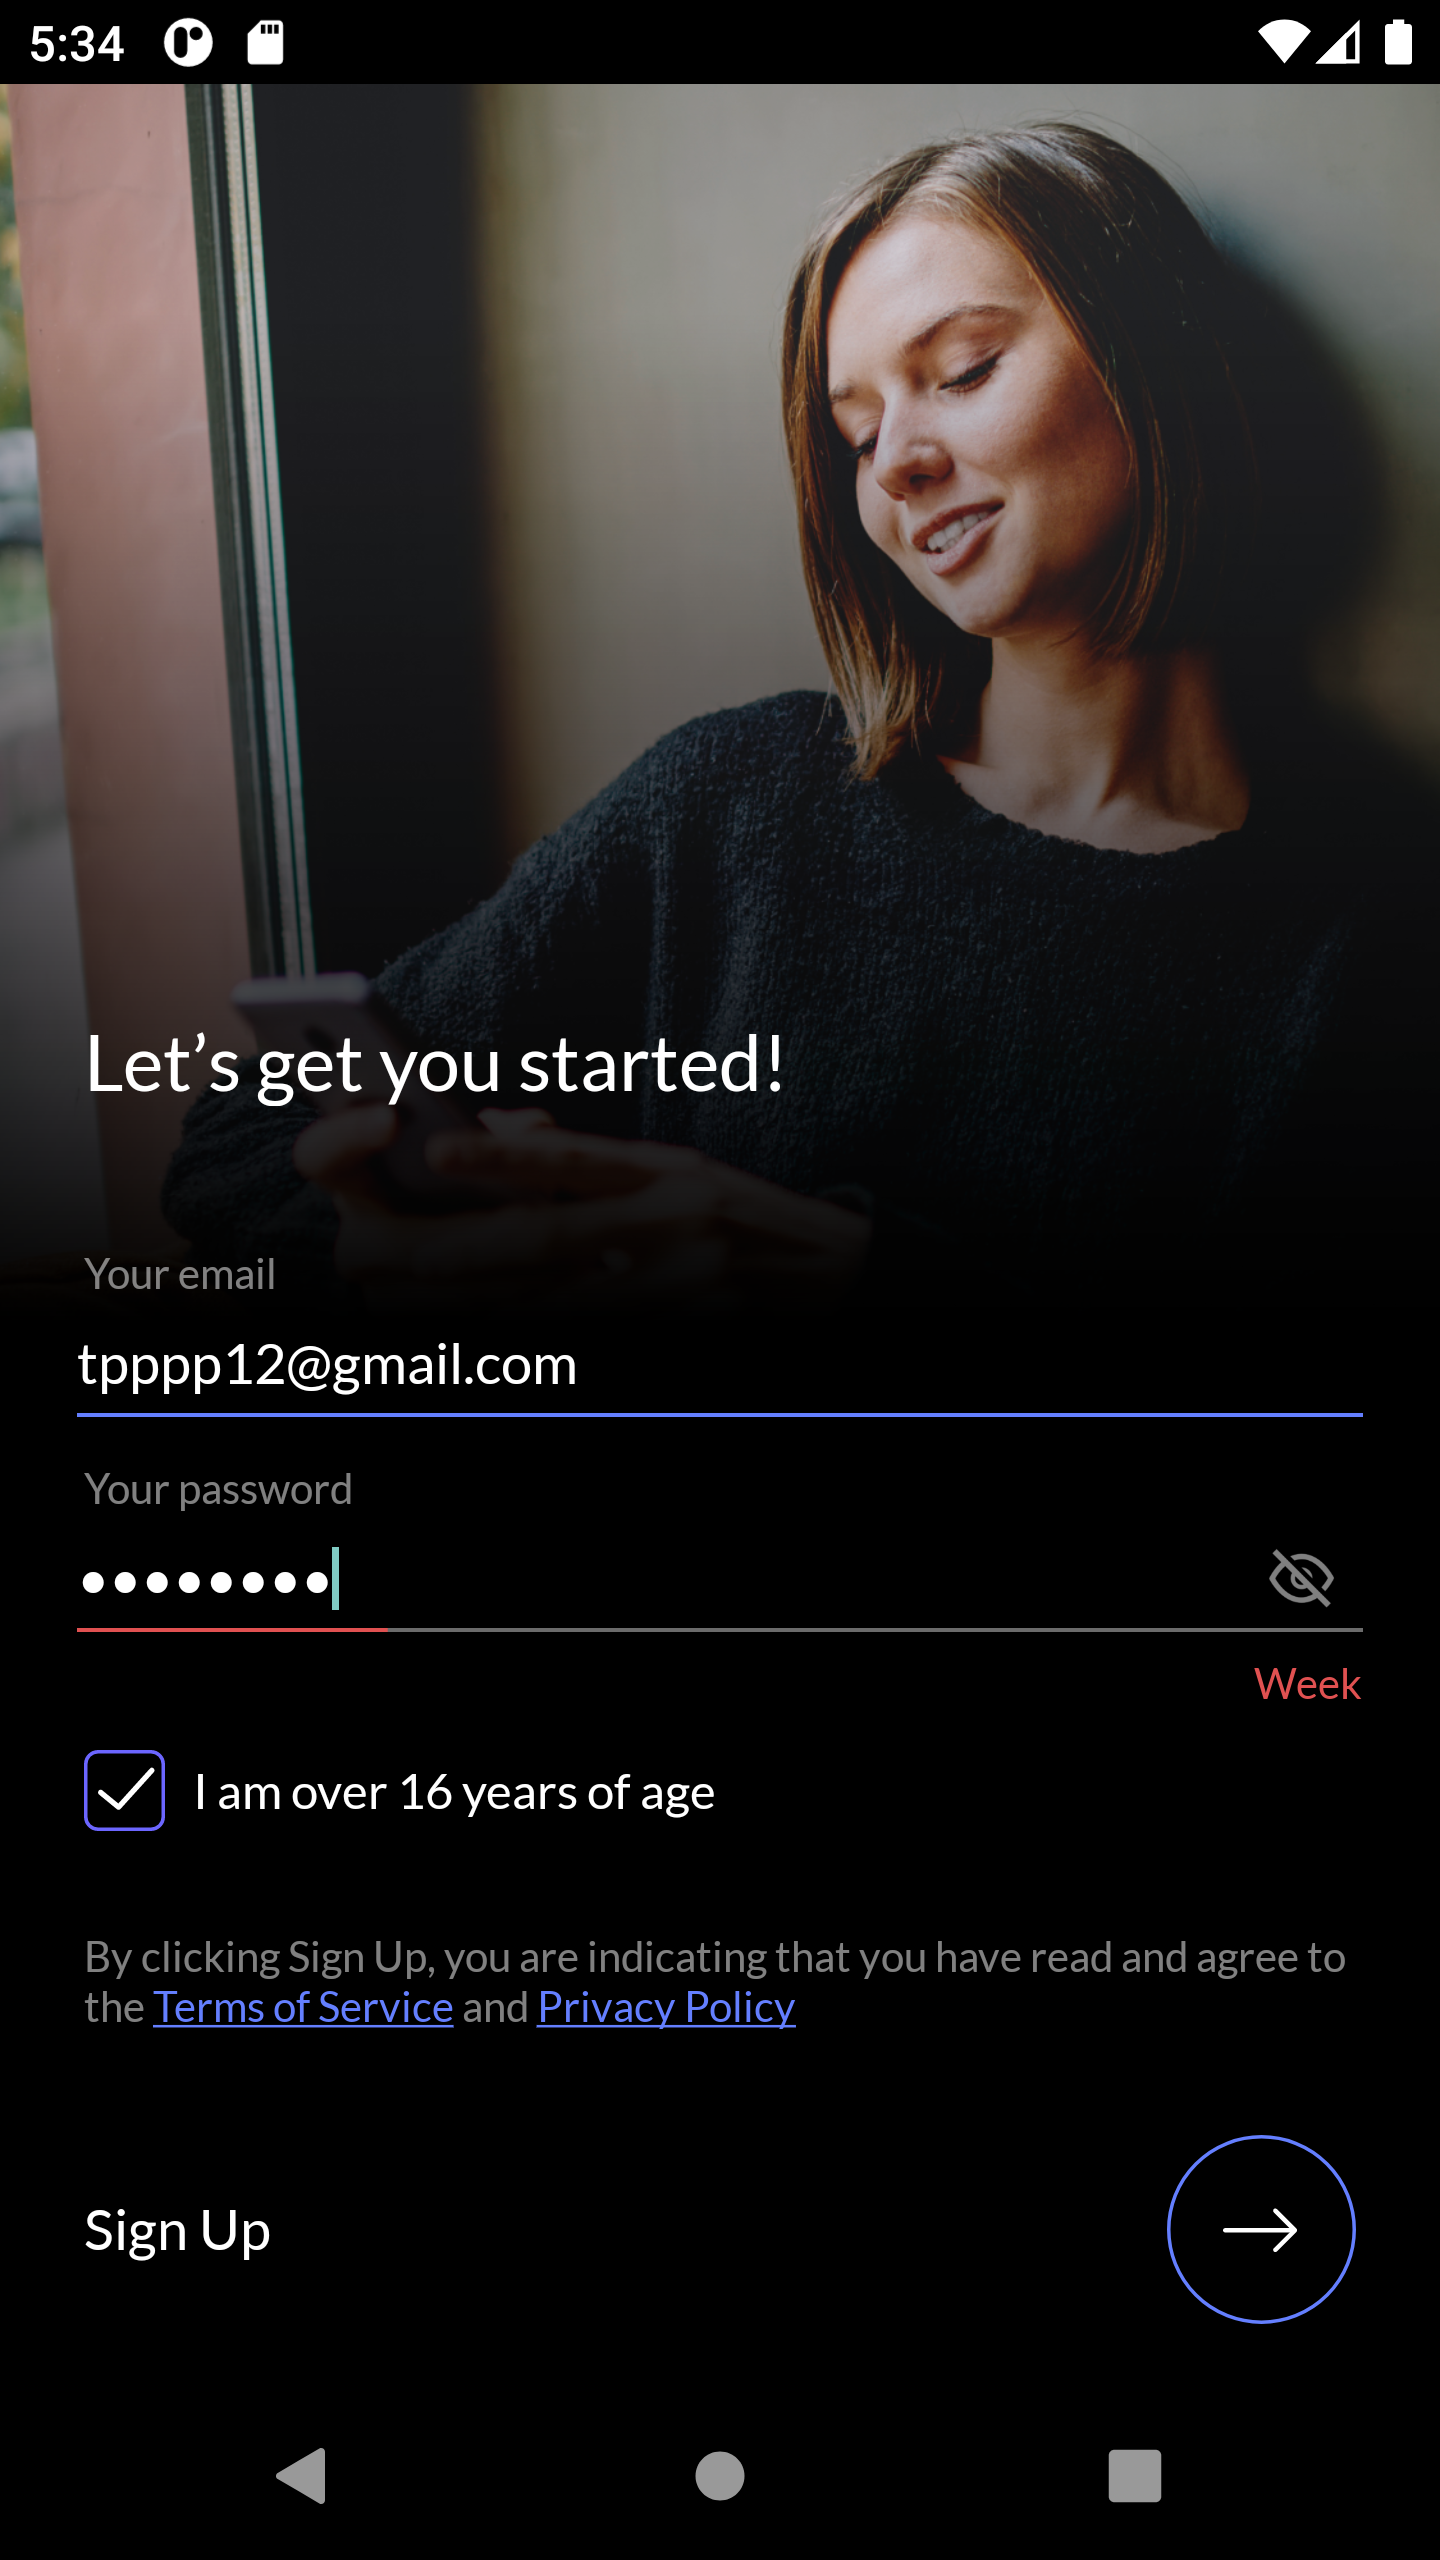 5:34
Let’s get you started!
Your email
tpppp12@gmail.com
Your password
••••••••
Week
I am over 16 years of age
By clicking Sign Up, you are indicating that you have read and agree to
the Terms of Service and Privacy Policy
Sign Up